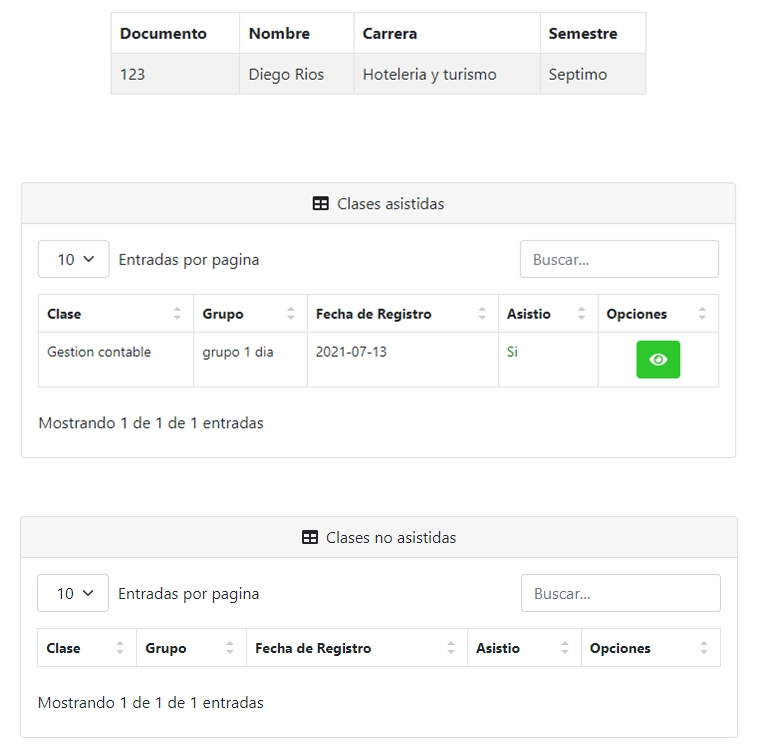 Documento Nombre Carrera Semestre
123 Diego Rios Hoteleria y turismo Septimo
Clases asistidas
10 Entradas por pagina Buscar...
Clase Grupo Fecha de Registro Asistio Opciones
Gestion contable grupo 1 dia 2021-07-13 Si
Mostrando 1 de 1 de 1 entradas
Clases no asistidas
10 Entradas por pagina Buscar...
Clase Grupo Fecha de Registro Asistio Opciones
Mostrando 1 de 1 de 1 entradas